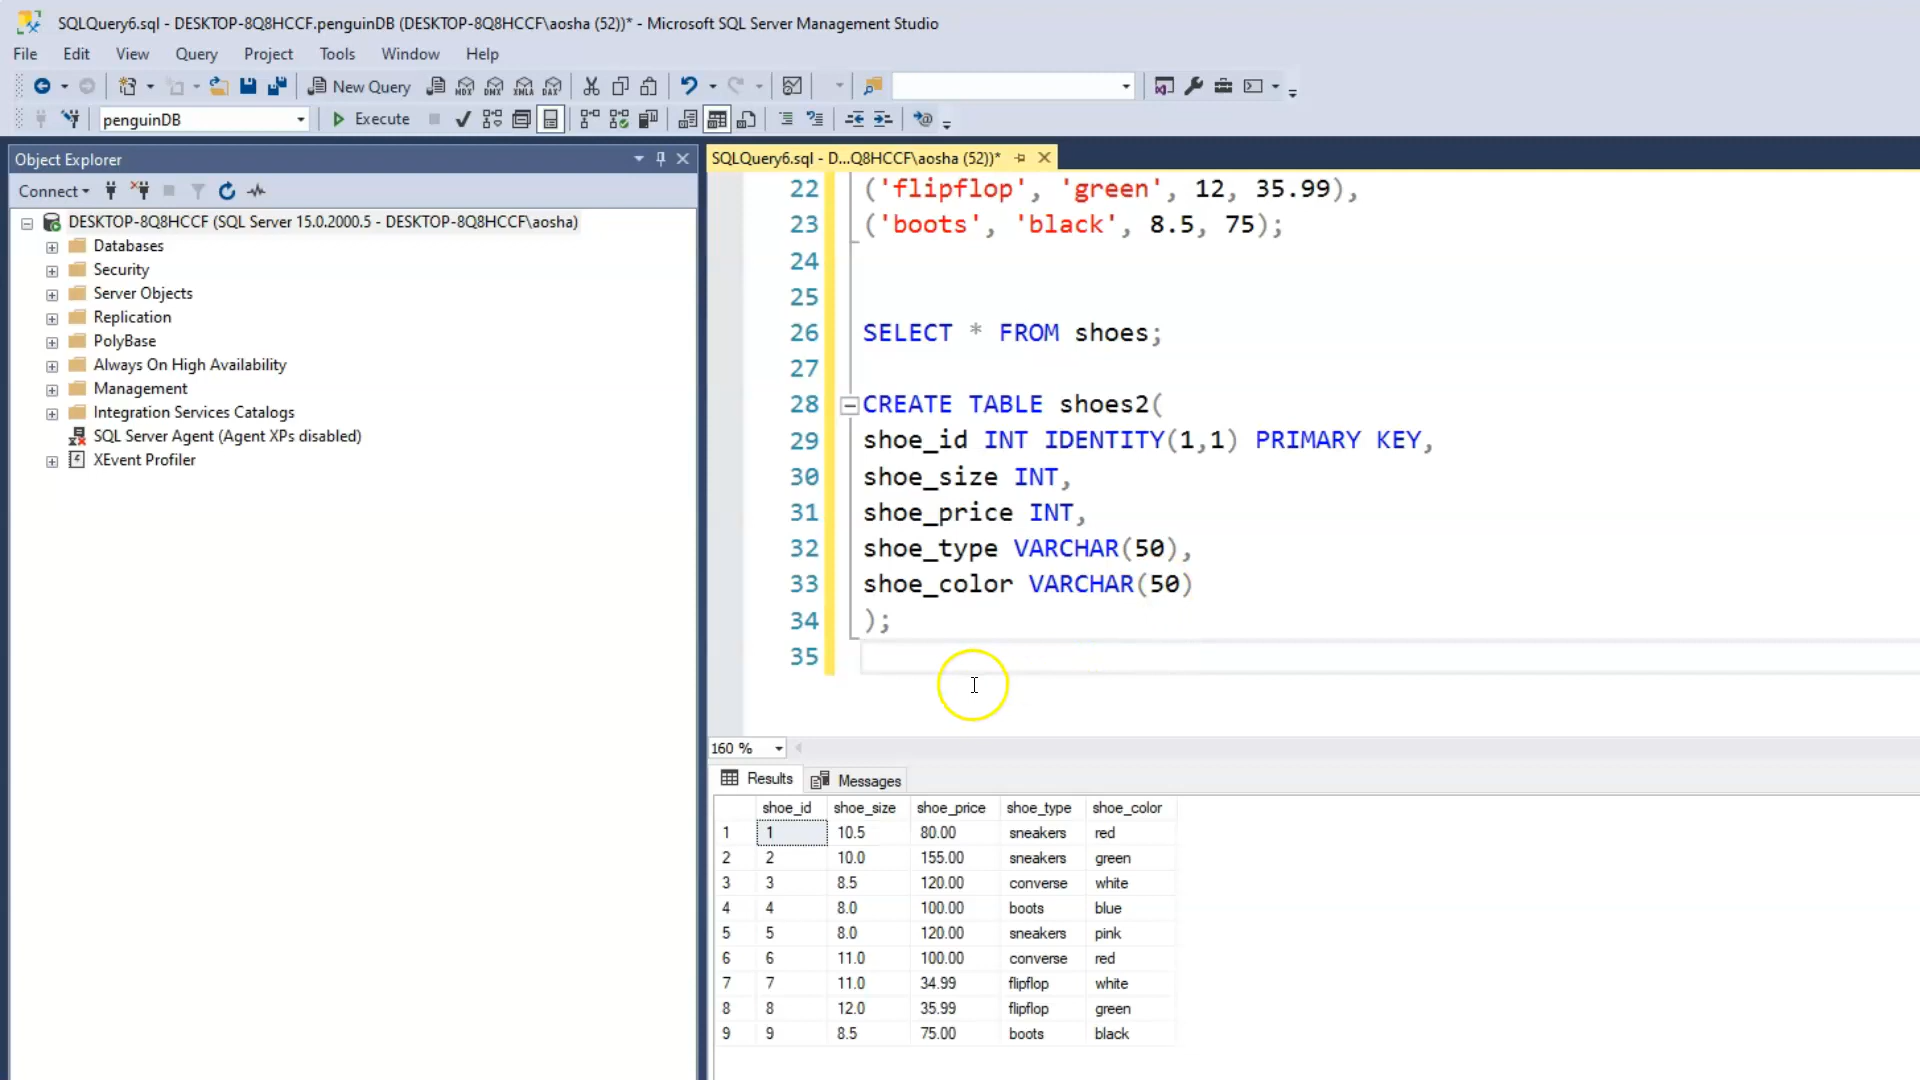 SQLQuery6.sql - DESKTOP-8Q8HCCF.penguinDB (DESKTOP-8Q8HCCF\aosha (52))* - Microsoft SQL Server Management Studio
File Edit View Query Project Tools Window Help
New Query MDX DMX XMLA DAX
penguinDB Execute
Object Explorer
SQLQuery6.sql - D...Q8HCCF\aosha (52))*
Connect
DESKTOP-8Q8HCCF (SQL Server 15.0.2000.5 - DESKTOP-8Q8HCCF\aosha)
Databases
Security
Server Objects
Replication
PolyBase
Always On High Availability
Management
Integration Services Catalogs
SQL Server Agent (Agent XPs disabled)
XEvent Profiler
22 ('flipflop', 'green', 12, 35.99),
23 ('boots', 'black', 8.5, 75);
24
25
26 SELECT * FROM shoes;
27
28 CREATE TABLE shoes2(
29 shoe_id INT IDENTITY(1,1) PRIMARY KEY,
30 shoe_size INT,
31 shoe_price INT,
32 shoe_type VARCHAR(50),
33 shoe_color VARCHAR(50)
34 );
35
160 %
Results Messages
shoe_id shoe_size shoe_price shoe_type shoe_color
1 1 10.5 80.00 sneakers red
2 2 10.0 155.00 sneakers green
3 3 8.5 120.00 converse white
4 4 8.0 100.00 boots blue
5 5 8.0 120.00 sneakers pink
6 6 11.0 100.00 converse red
7 7 11.0 34.99 flipflop white
8 8 12.0 35.99 flipflop green
9 9 8.5 75.00 boots black